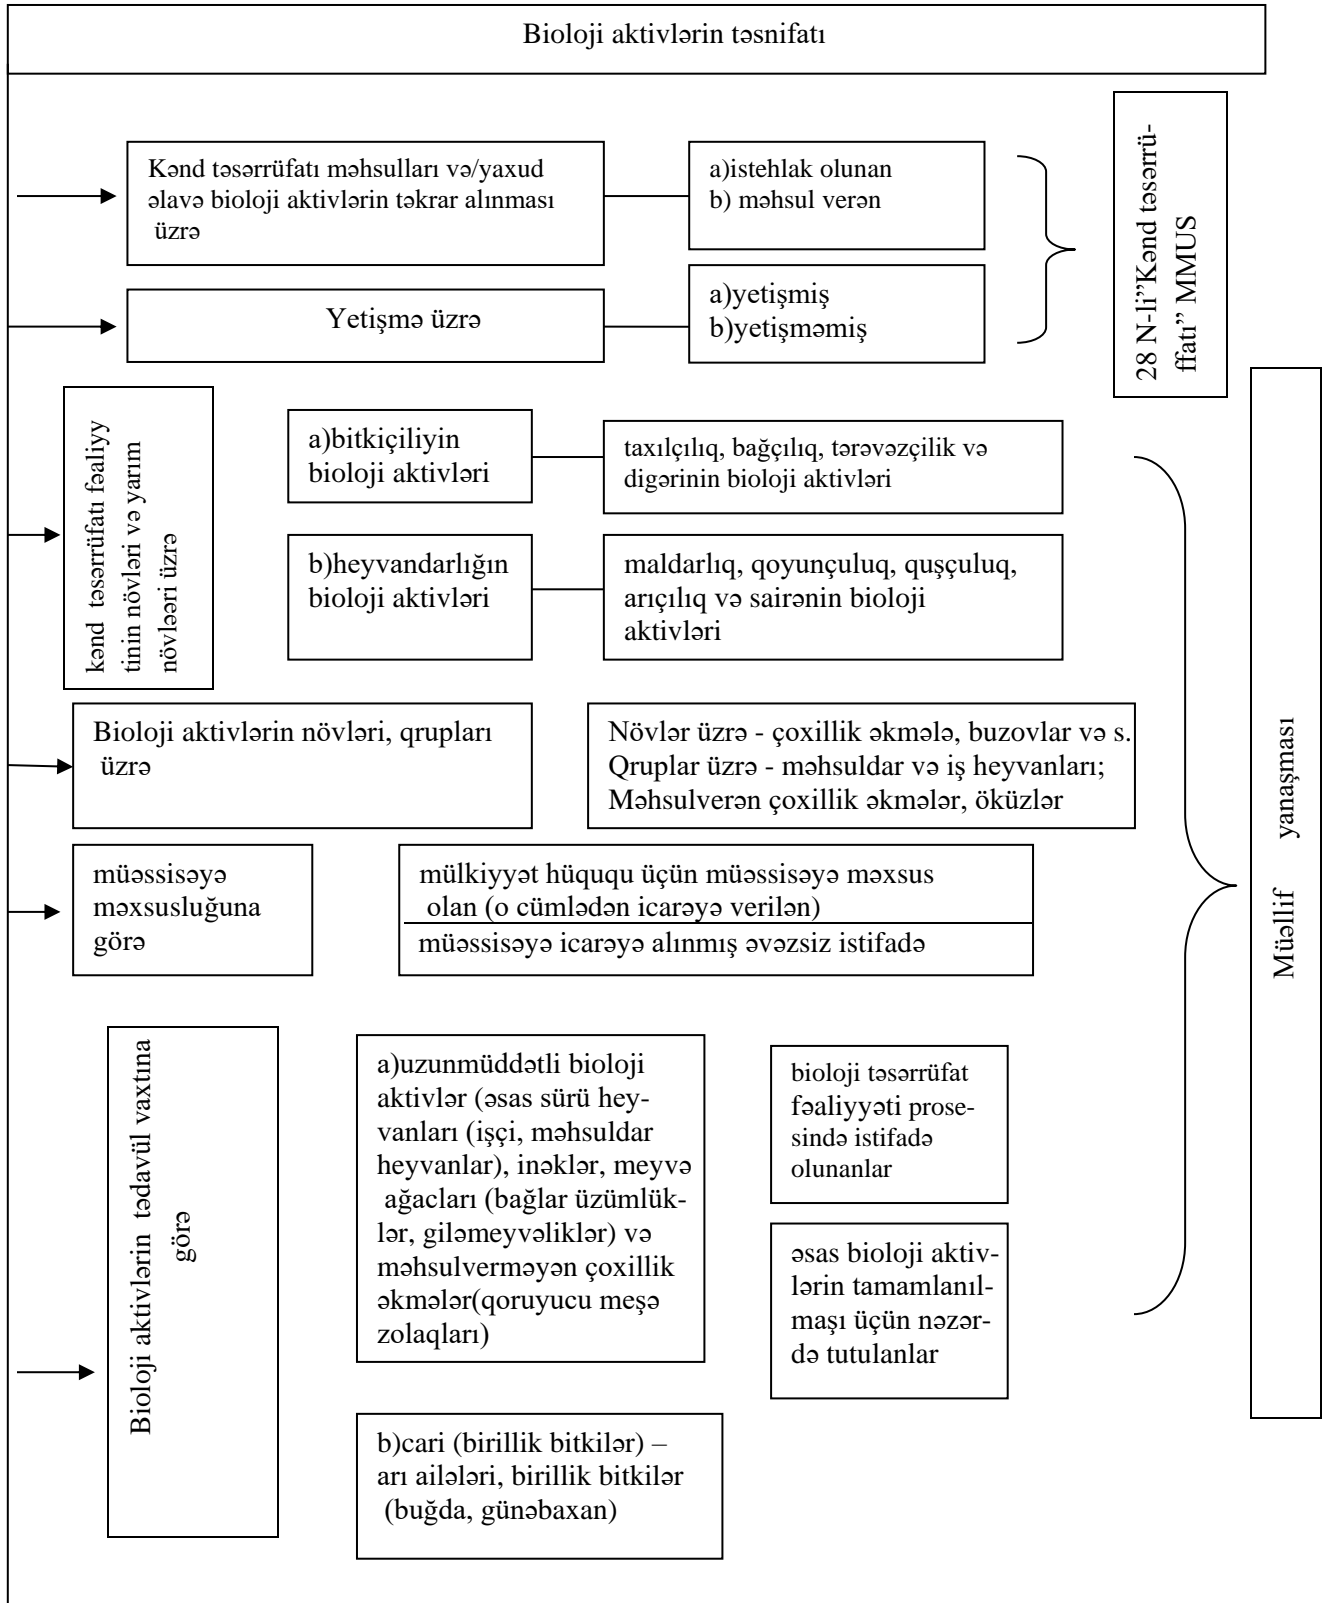 Bioloji aktivlərin təsnifatı
Kənd təsərrüfatı məhsulları və/yaxud
əlavə bioloji aktivlərin təkrar alınması
üzrə
a)istehlak olunan
b) məhsul verən
28 N-li”Kənd təsərrü-
ffatı” MMUS
Yetişmə üzrə
a)yetişmiş
b)yetişməmiş
kənd təsərrüfatı fəaliyy
tinin növləri və yarım
növləəri üzrə
a)bitkiçiliyin
bioloji aktivləri
taxılçılıq, bağçılıq, tərəvəzçilik və
digərinin bioloji aktivləri
b)heyvandarlığın
bioloji aktivləri
maldarlıq, qoyunçuluq, quşçuluq,
arıçılıq və sairənin bioloji
aktivləri
Bioloji aktivlərin növləri, qrupları
üzrə
Növlər üzrə - çoxillik əkmələ, buzovlar və s.
Qruplar üzrə - məhsuldar və iş heyvanları;
Məhsulverən çoxillik əkmələr, öküzlər
Müəllif yanaşması
müəssisəyə
məxsusluğuna
görə
mülkiyyət hüququ üçün müəssisəyə məxsus
olan (o cümlədən icarəyə verilən)
müəssisəyə icarəyə alınmış əvəzsiz istifadə
Bioloji aktivlərin tədavül vaxtına
görə
a)uzunmüddətli bioloji
aktivlər (əsas sürü hey-
vanları (işçi, məhsuldar
heyvanlar), inəklər, meyvə
ağacları (bağlar üzümlük-
lər, giləmeyvəliklər) və
məhsulverməyən çoxillik
əkmələr(qoruyucu meşə
zolaqları)
bioloji təsərrüfat
fəaliyyəti prose-
sində istifadə
olunanlar
əsas bioloji aktiv-
lərin tamamlanıl-
maşı üçün nəzər-
də tutulanlar
b)cari (birillik bitkilər) –
arı ailələri, birillik bitkilər
(buğda, günəbaxan)